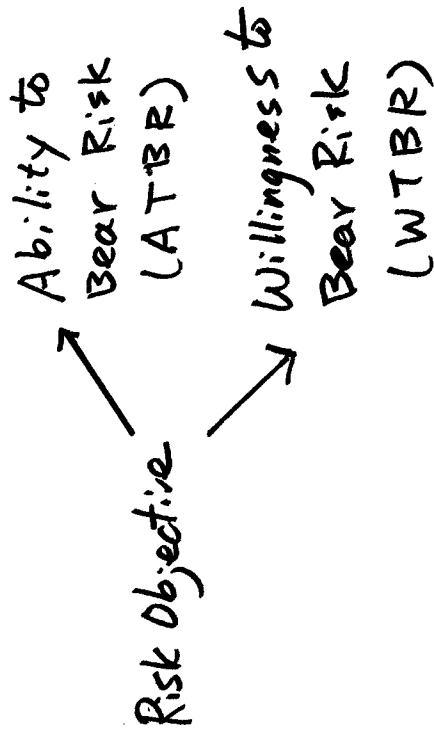 Risk Objective
Ability to
Bear Risk
(ATBR)
Willingness to
Bear Risk
(WTBR)